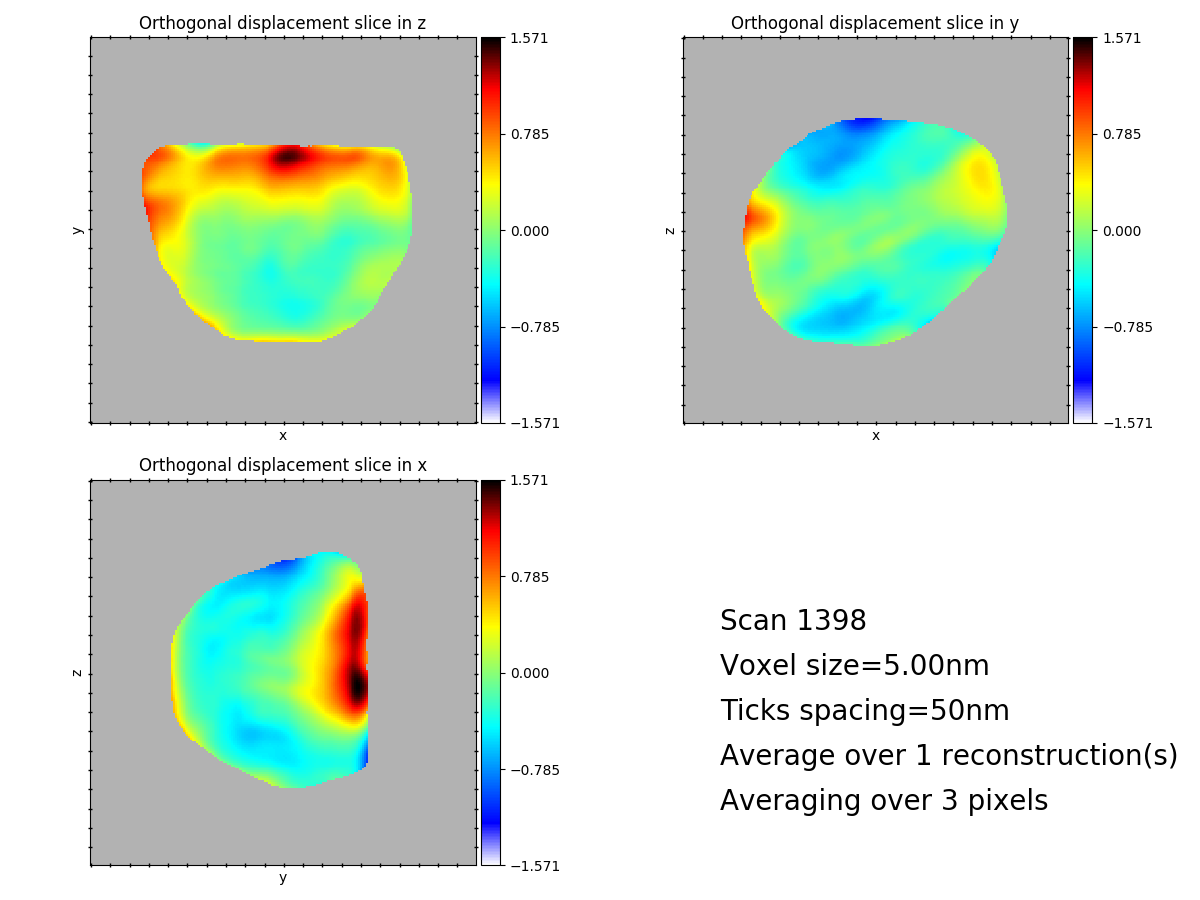 Orthogonal displacement slice in z
1.571
0.785
0.000
−0.785
−1.571
y
x
Orthogonal displacement slice in y
1.571
0.785
0.000
−0.785
−1.571
z
x
Orthogonal displacement slice in x
1.571
0.785
0.000
−0.785
−1.571
z
y
Scan 1398
Voxel size=5.00nm
Ticks spacing=50nm
Average over 1 reconstruction(s)
Averaging over 3 pixels